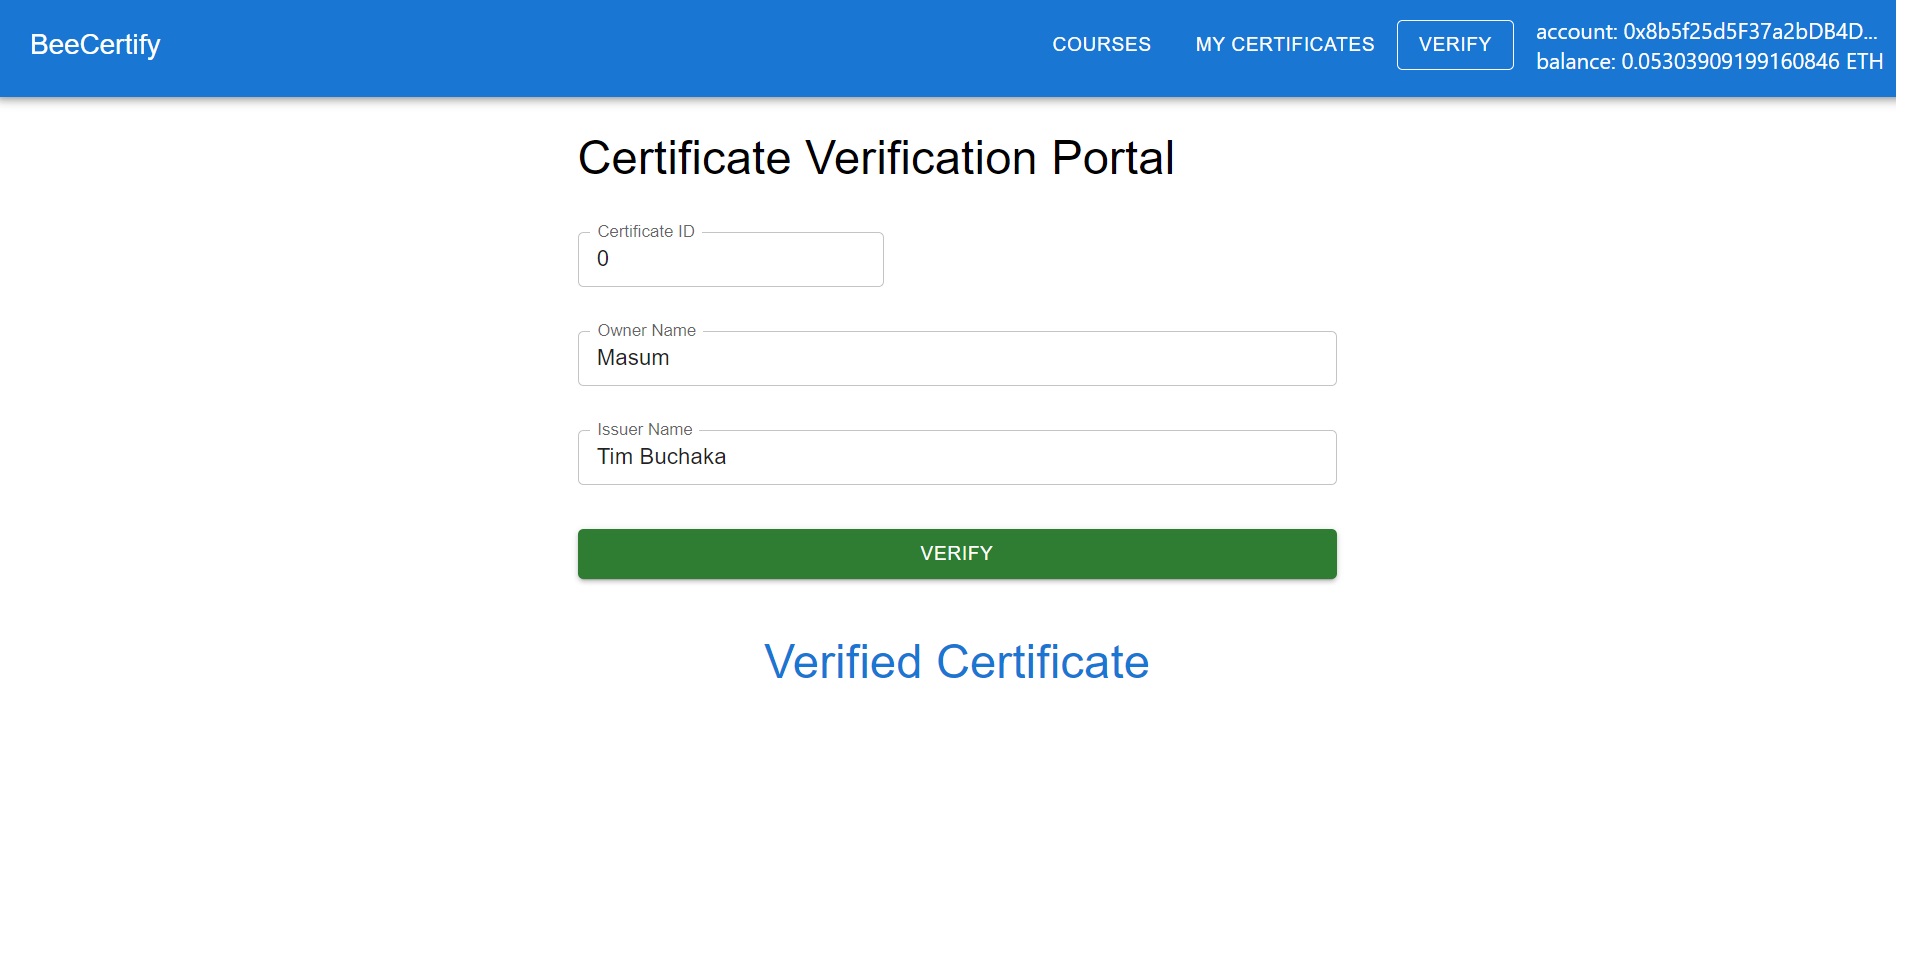 BeeCertify
COURSES
MY CERTIFICATES
VERIFY
account: 0x8b5f25d5F37a2bDB4D...
balance: 0.05303909199160846 ETH
Certificate Verification Portal
Certificate ID
0
Owner Name
Masum
Issuer Name
Tim Buchaka
VERIFY
Verified Certificate